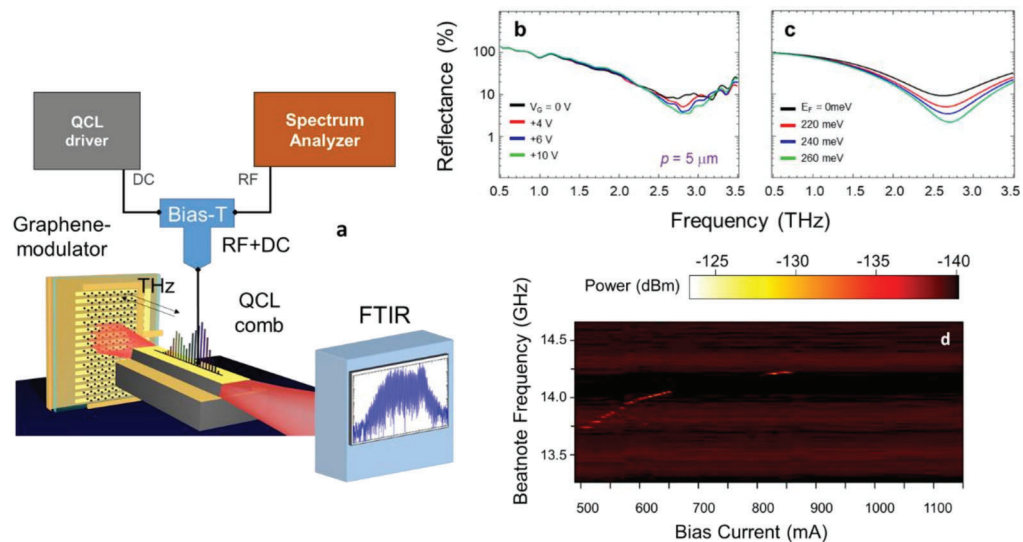 QCL
driver
Spectrum
Analyzer
DC
RF
Bias-T
a
Graphene-
modulator
RF+DC
THz
QCL
comb
FTIR
b
Reflectance (%)
100
10
1
V_G = 0 V
+4 V
+6 V
+10 V
p = 5 μm
0.5 1.0 1.5 2.0 2.5 3.0 3.5
c
E_F = 0meV
220 meV
240 meV
260 meV
0.5 1.0 1.5 2.0 2.5 3.0 3.5
Frequency (THz)
-125 -130 -135 -140
Power (dBm)
d
Beatnote Frequency (GHz)
14.5
14.0
13.5
500 600 700 800 900 1000 1100
Bias Current (mA)